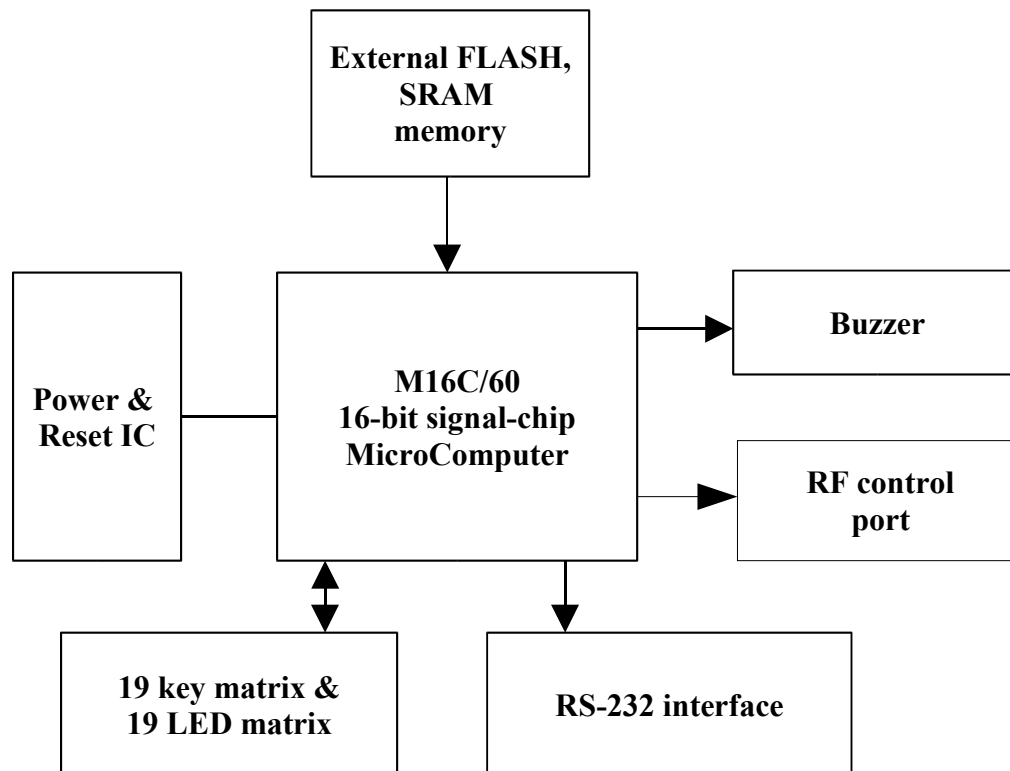 External FLASH,
SRAM
memory
Power &
Reset IC
M16C/60
16-bit signal-chip
MicroComputer
Buzzer
RF control
port
19 key matrix &
19 LED matrix
RS-232 interface